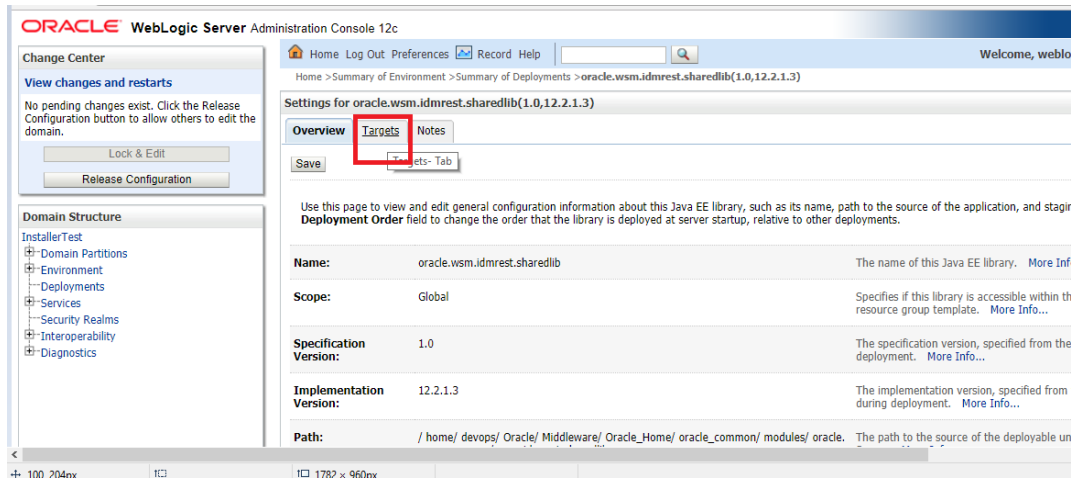 ORACLE WebLogic Server Administration Console 12c
Change Center
View changes and restarts
No pending changes exist. Click the Release
Configuration button to allow others to edit the
domain.
Lock & Edit
Release Configuration
Domain Structure
InstallerTest
Domain Partitions
Environment
Deployments
Services
Security Realms
Interoperability
Diagnostics
Home Log Out Preferences Record Help
Welcome, weblo
Home >Summary of Environment >Summary of Deployments >oracle.wsm.idmrest.sharedlib(1.0,12.2.1.3)
Settings for oracle.wsm.idmrest.sharedlib(1.0,12.2.1.3)
Overview Targets Notes
Save
Targets- Tab
Use this page to view and edit general configuration information about this Java EE library, such as its name, path to the source of the application, and stagin
Deployment Order field to change the order that the library is deployed at server startup, relative to other deployments.
Name: oracle.wsm.idmrest.sharedlib The name of this Java EE library. More Inf
Scope: Global Specifies if this library is accessible within th
resource group template. More Info...
Specification 1.0 The specification version, specified from the
Version: deployment. More Info...
Implementation 12.2.1.3 The implementation version, specified from
Version: during deployment. More Info...
Path: / home/ devops/ Oracle/ Middleware/ Oracle_Home/ oracle_common/ modules/ oracle. The path to the source of the deployable un
100, 204px 1782 × 960px